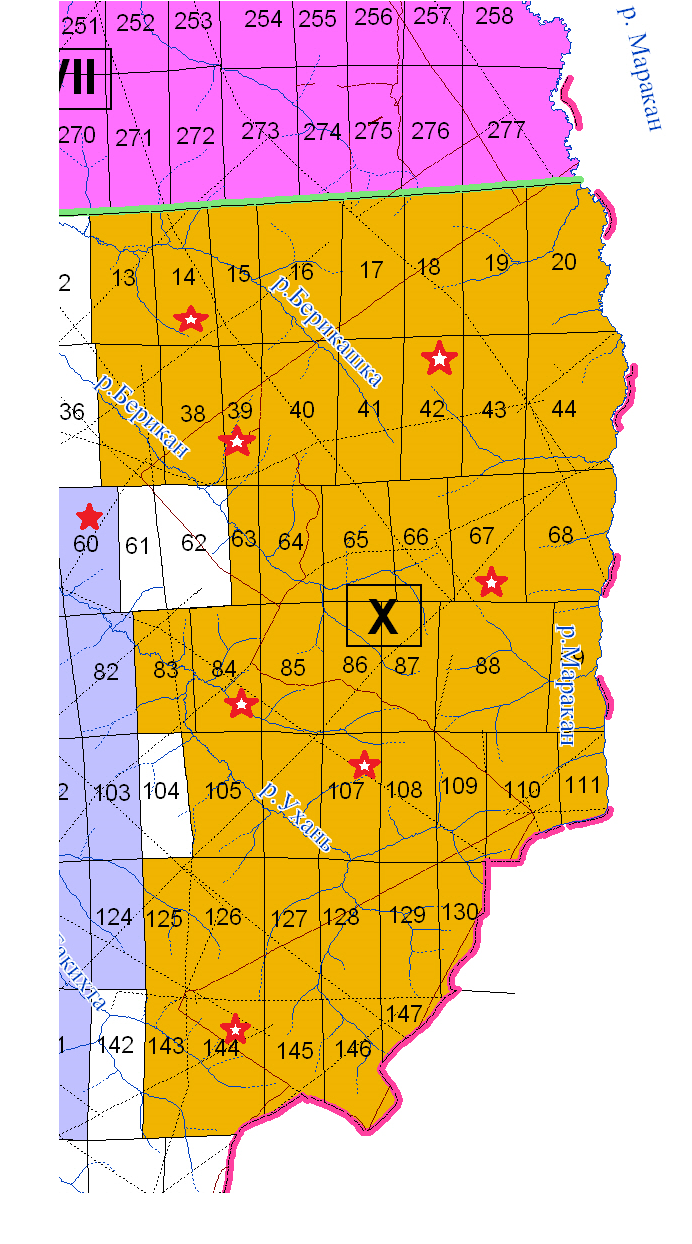 251 252 253 254 255 256 257 258
р. Маракан
VII
270 271 272 273 274 275 276 277
2 13 14 15 16 17 18 19 20
р.Берикашка
р.Берикан
36 38 39 40 41 42 43 44
60 61 62 63 64 65 66 67 68
X
82 83 84 85 86 87 88
р.Маракан
2 103 104 105 107 108 109 110 111
р.Ухань
124 125 126 127 128 129 130
147
1 142 143 144 145 146